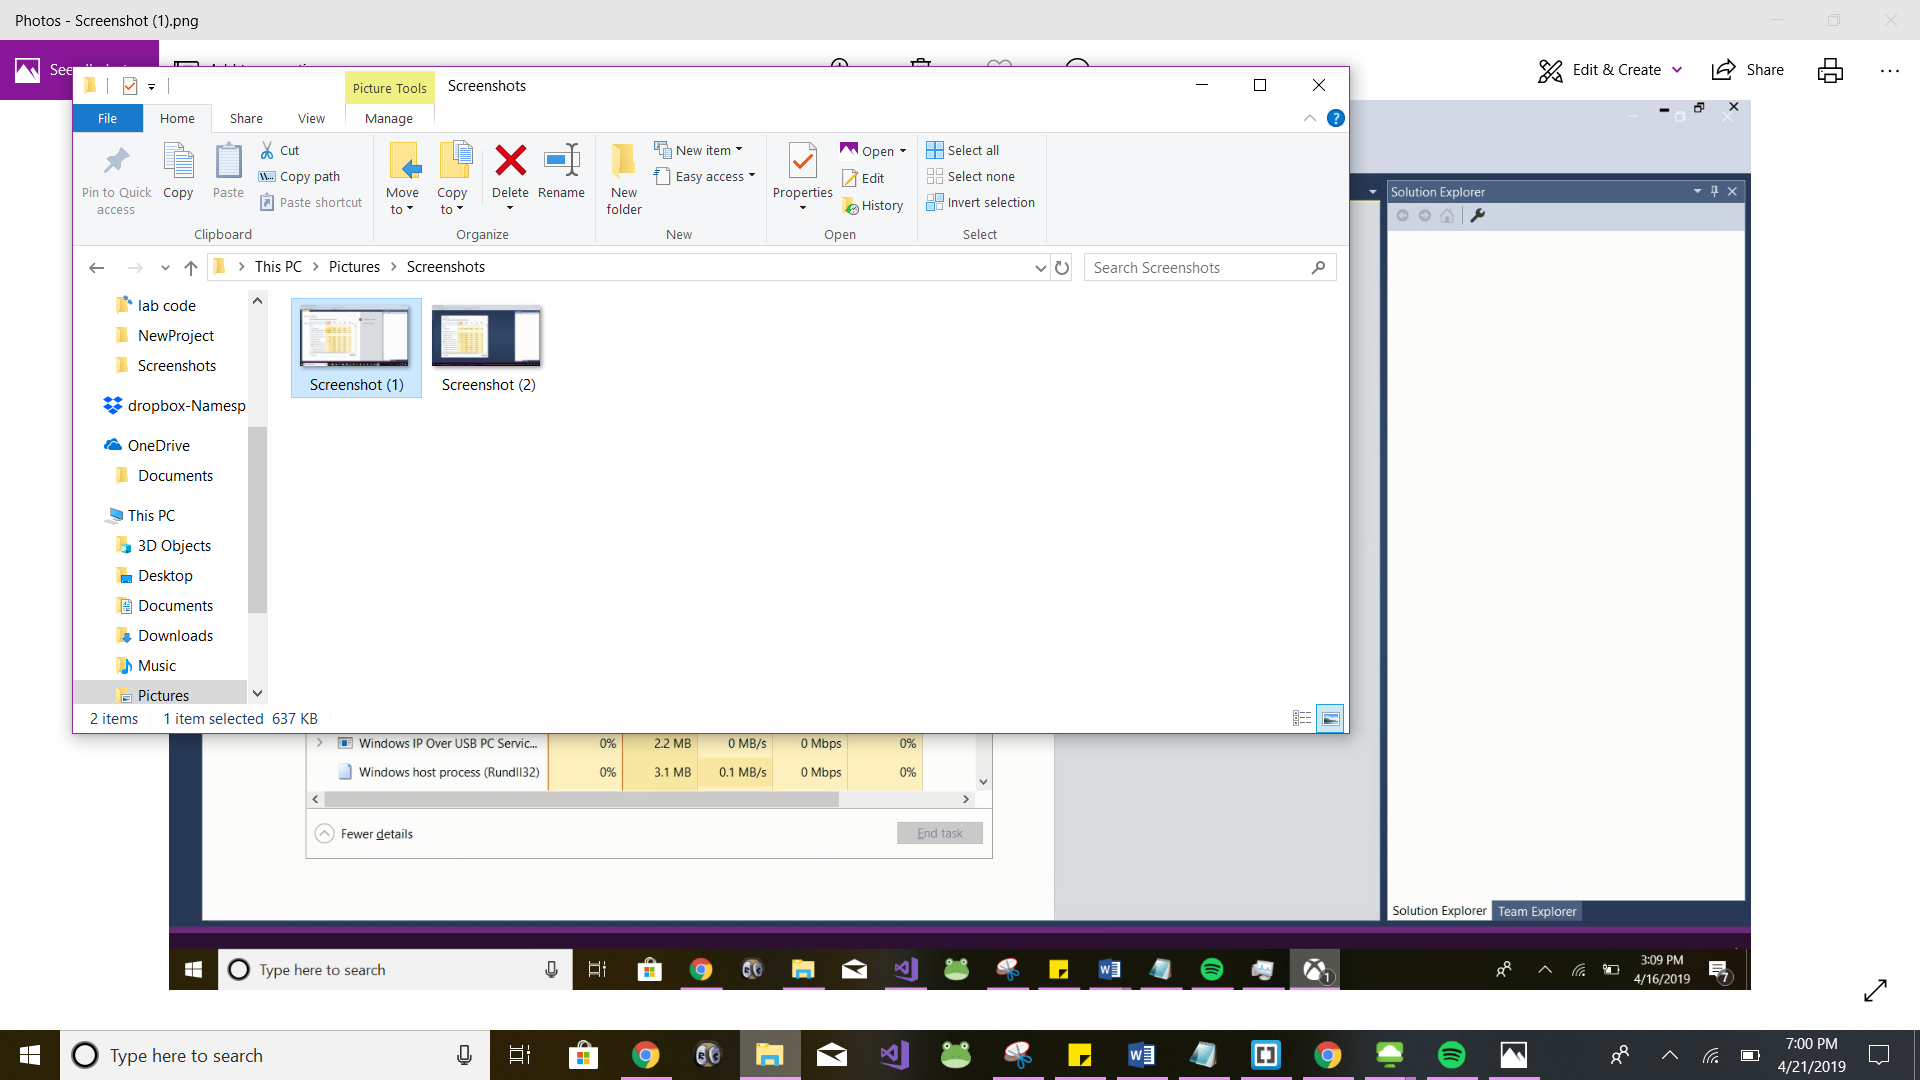 Photos - Screenshot (1).png
Edit & Create
Share
Picture Tools
Screenshots
File
Home
Share
View
Manage
Pin to Quick access
Copy
Paste
Cut
Copy path
Paste shortcut
Clipboard
Move to
Copy to
Delete
Rename
Organize
New folder
New item
Easy access
New
Properties
Open
Edit
History
Open
Select all
Select none
Invert selection
Select
This PC > Pictures > Screenshots
Search Screenshots
lab code
NewProject
Screenshots
dropbox-Namesp
OneDrive
Documents
This PC
3D Objects
Desktop
Documents
Downloads
Music
Pictures
Screenshot (1)
Screenshot (2)
2 items
1 item selected 637 KB
Solution Explorer
Windows IP Over USB PC Servic... 0% 2.2 MB 0 MB/s 0 Mbps 0%
Windows host process (Rundll32) 0% 3.1 MB 0.1 MB/s 0 Mbps 0%
Fewer details
End task
Solution Explorer
Team Explorer
Type here to search
1
3:09 PM
4/16/2019
7
Type here to search
7:00 PM
4/21/2019